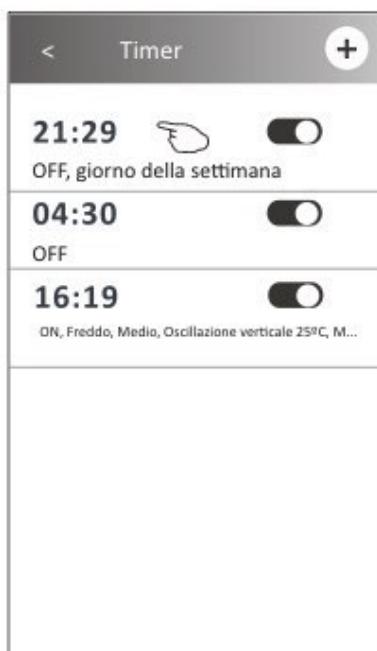 < Timer +
21:29
OFF, giorno della settimana
04:30
OFF
16:19
ON, Freddo, Medio, Oscillazione verticale 25ºC, M...